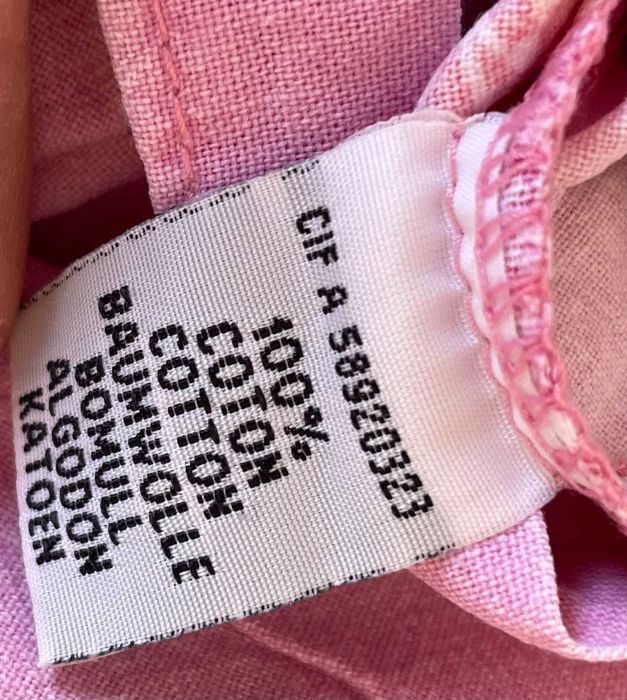 CIF A 58920323
100%
COTON
COTTON
BAUMWOLLE
BOMULL
ALGODON
KATOEN